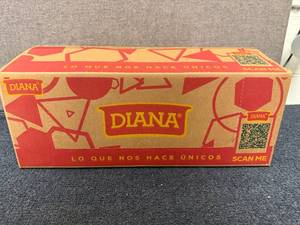 LO QUE NOS HACE ÚNICOS
SCAN ME
DIANA
DIANA®
DIANA
LO QUE NOS HACE ÚNICOS
SCAN ME